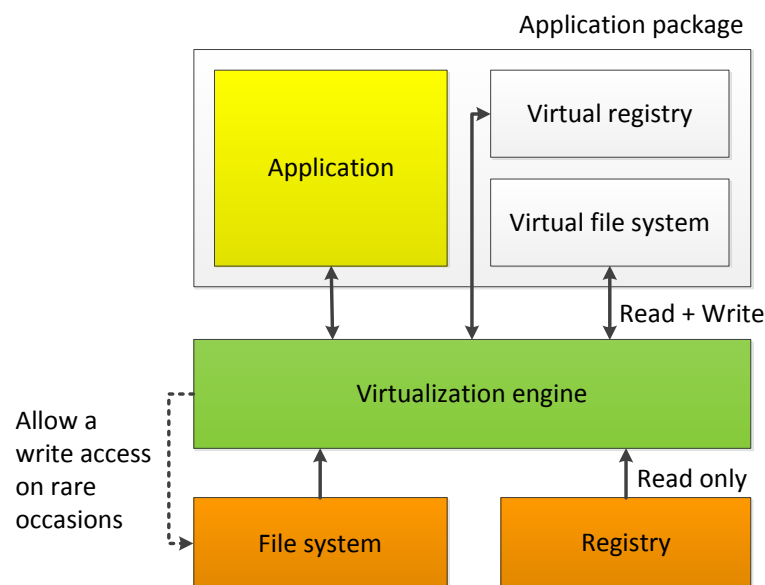 Application package
Application
Virtual registry
Virtual file system
Read + Write
Virtualization engine
Allow a
write access
on rare
occasions
Read only
File system
Registry